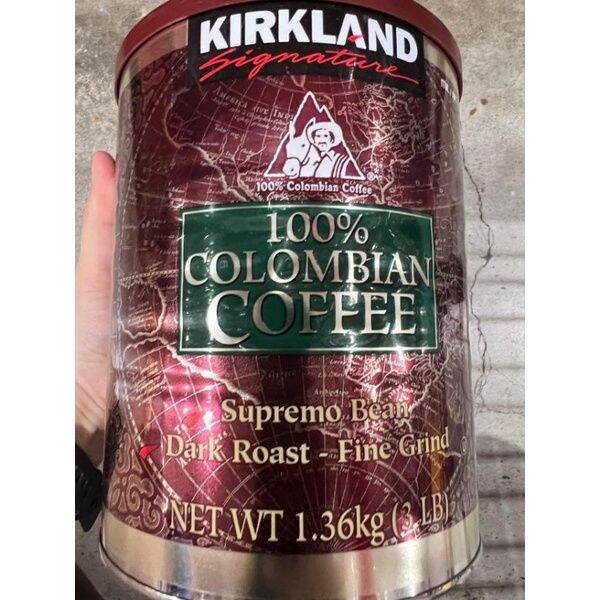 KIRKLAND
Signature
100% Colombian Coffee
®
100%
COLOMBIAN
COFFEE
Supremo Bean
Dark Roast - Fine Grind
NET WT 1.36kg (3 LB)